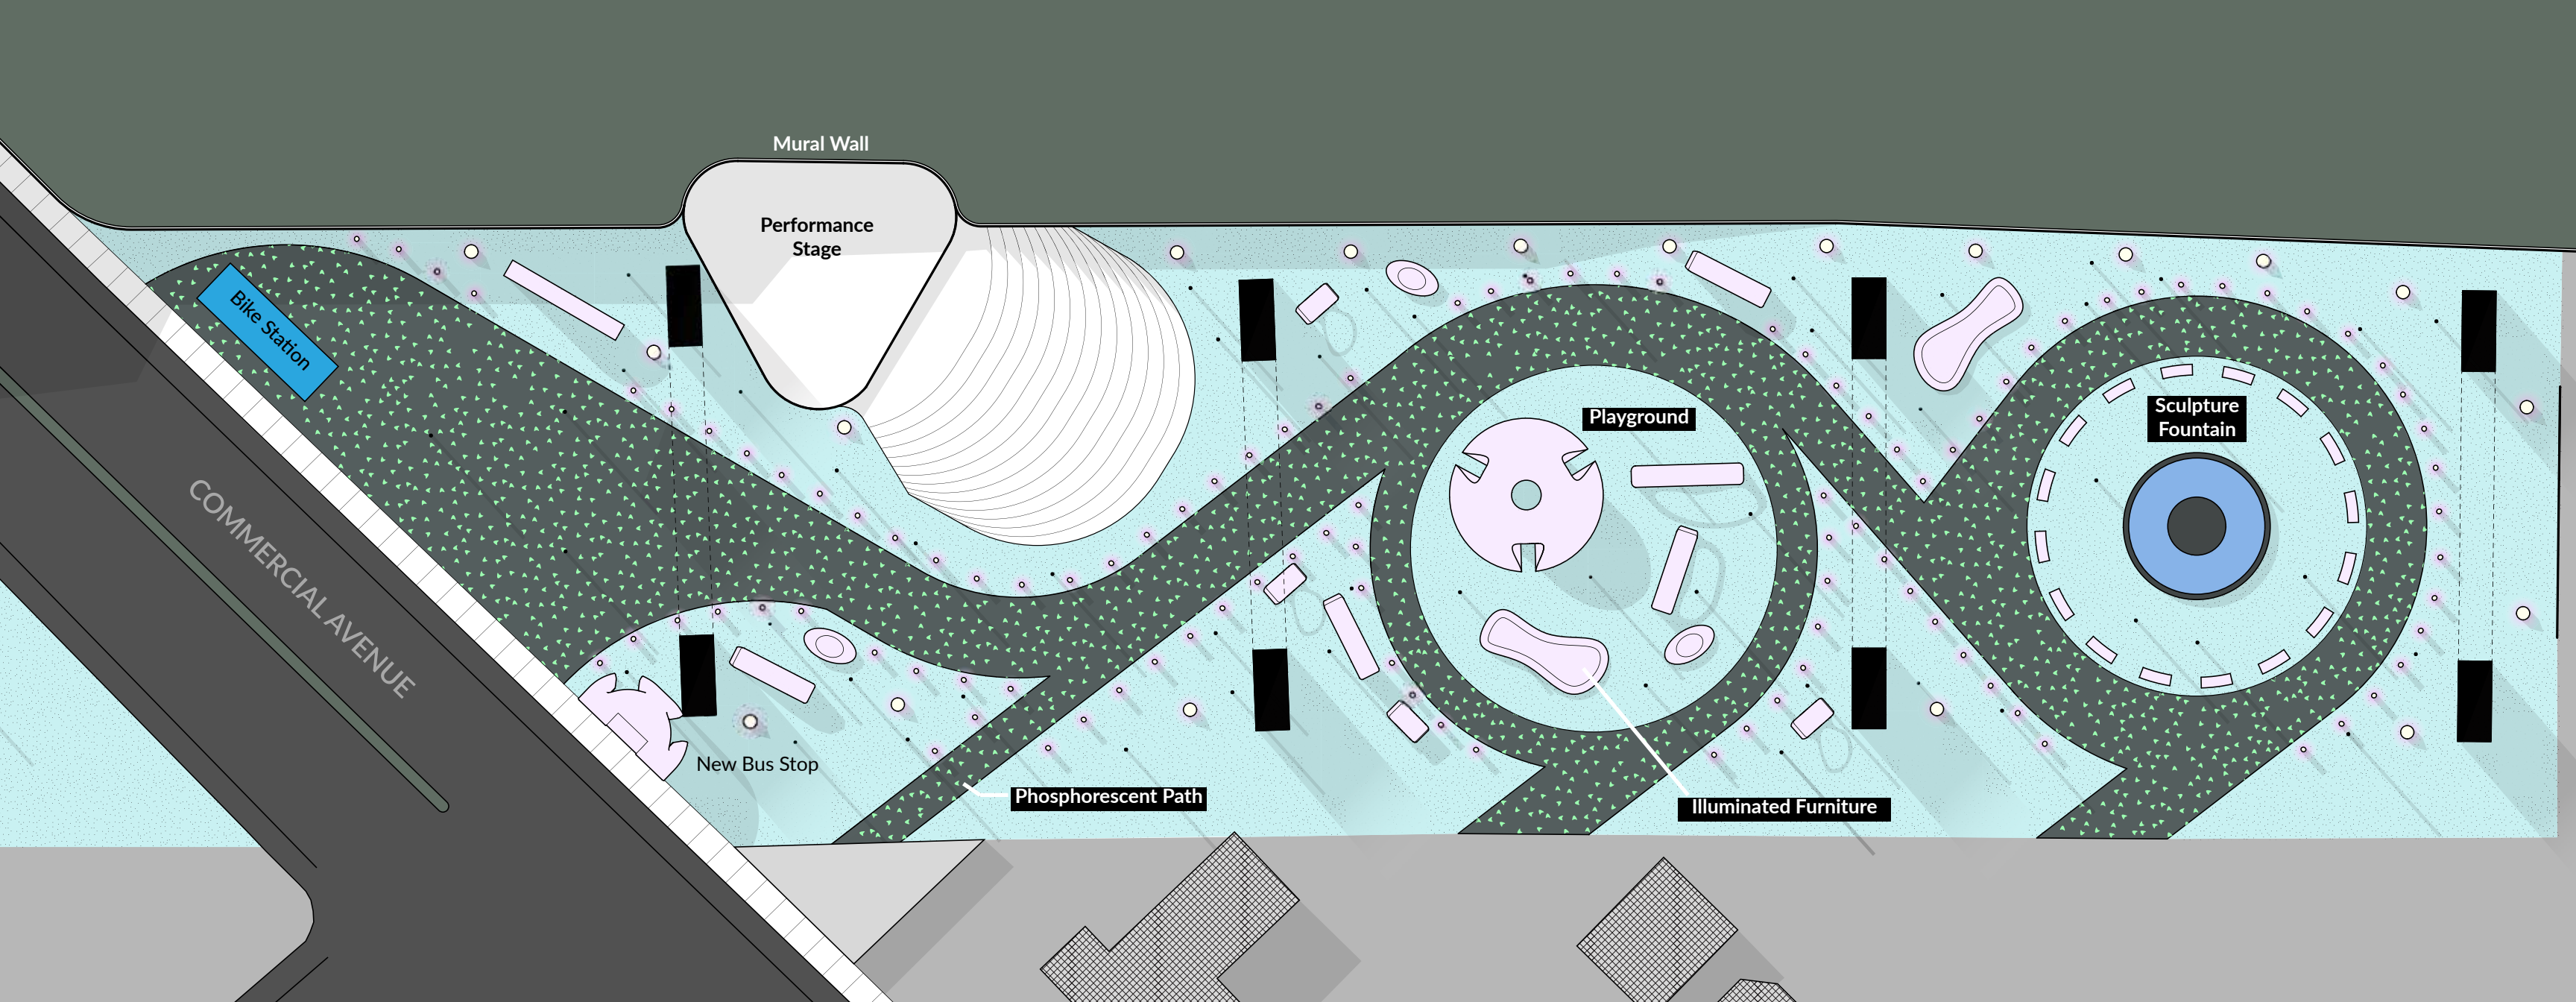 Mural Wall
Performance
Stage
Bike Station
COMMERCIAL AVENUE
Playground
Sculpture
Fountain
New Bus Stop
Phosphorescent Path
Illuminated Furniture